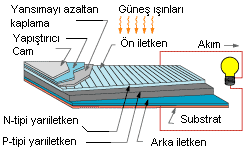 Yansımayı azaltan
kaplama
Güneş ışınları
Yapıştırıcı
Cam
Ön iletken
Akım
N-tipi yarıiletken
P-tipi yarıiletken
Arka iletken
Substrat